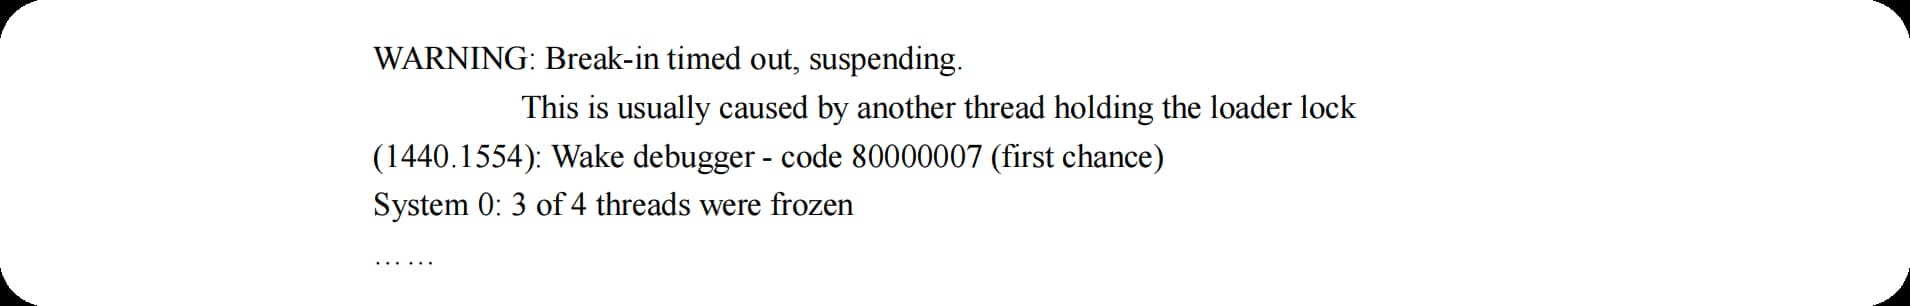 WARNING: Break-in timed out, suspending.
This is usually caused by another thread holding the loader lock
(1440.1554): Wake debugger - code 80000007 (first chance)
System 0: 3 of 4 threads were frozen
……